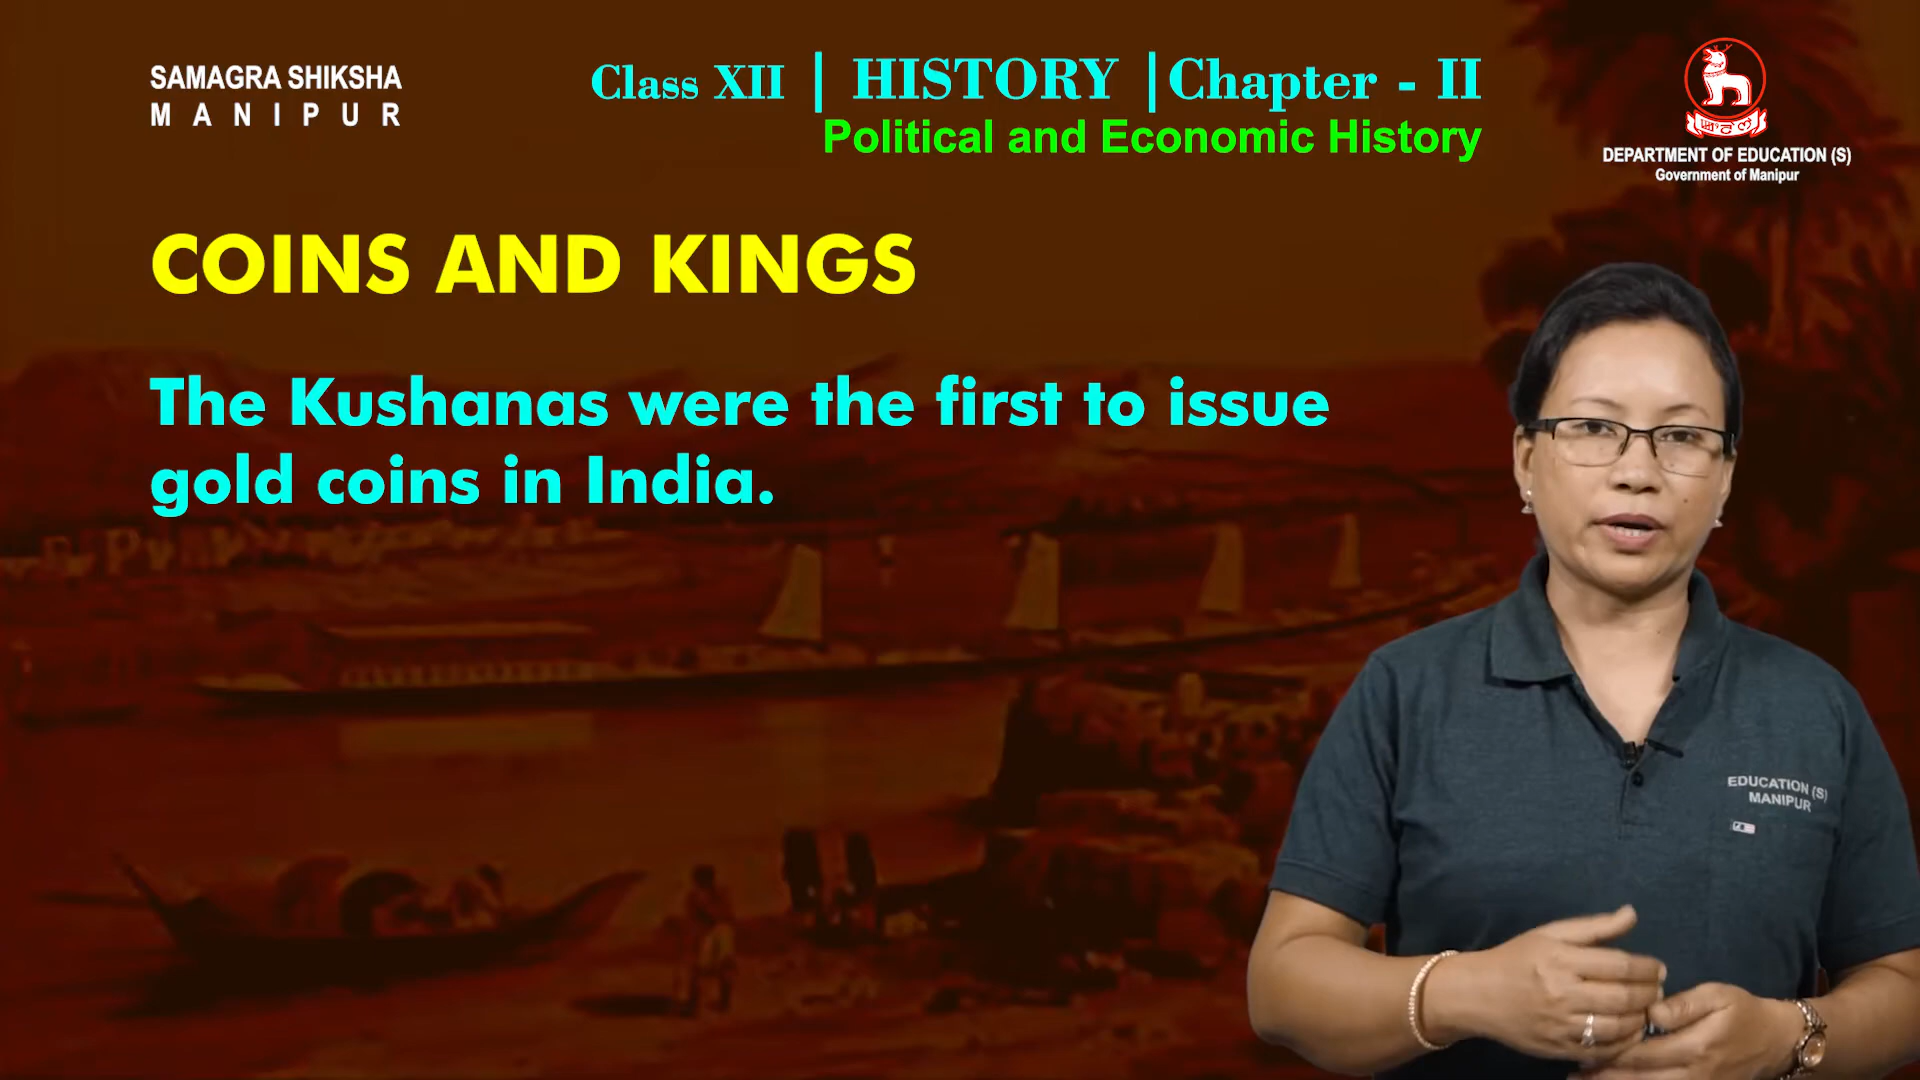 SAMAGRA SHIKSHA
MANIPUR
Class XII | HISTORY |Chapter - II
Political and Economic History
DEPARTMENT OF EDUCATION (S)
Government of Manipur
COINS AND KINGS
The Kushanas were the first to issue
gold coins in India.
EDUCATION (S)
MANIPUR